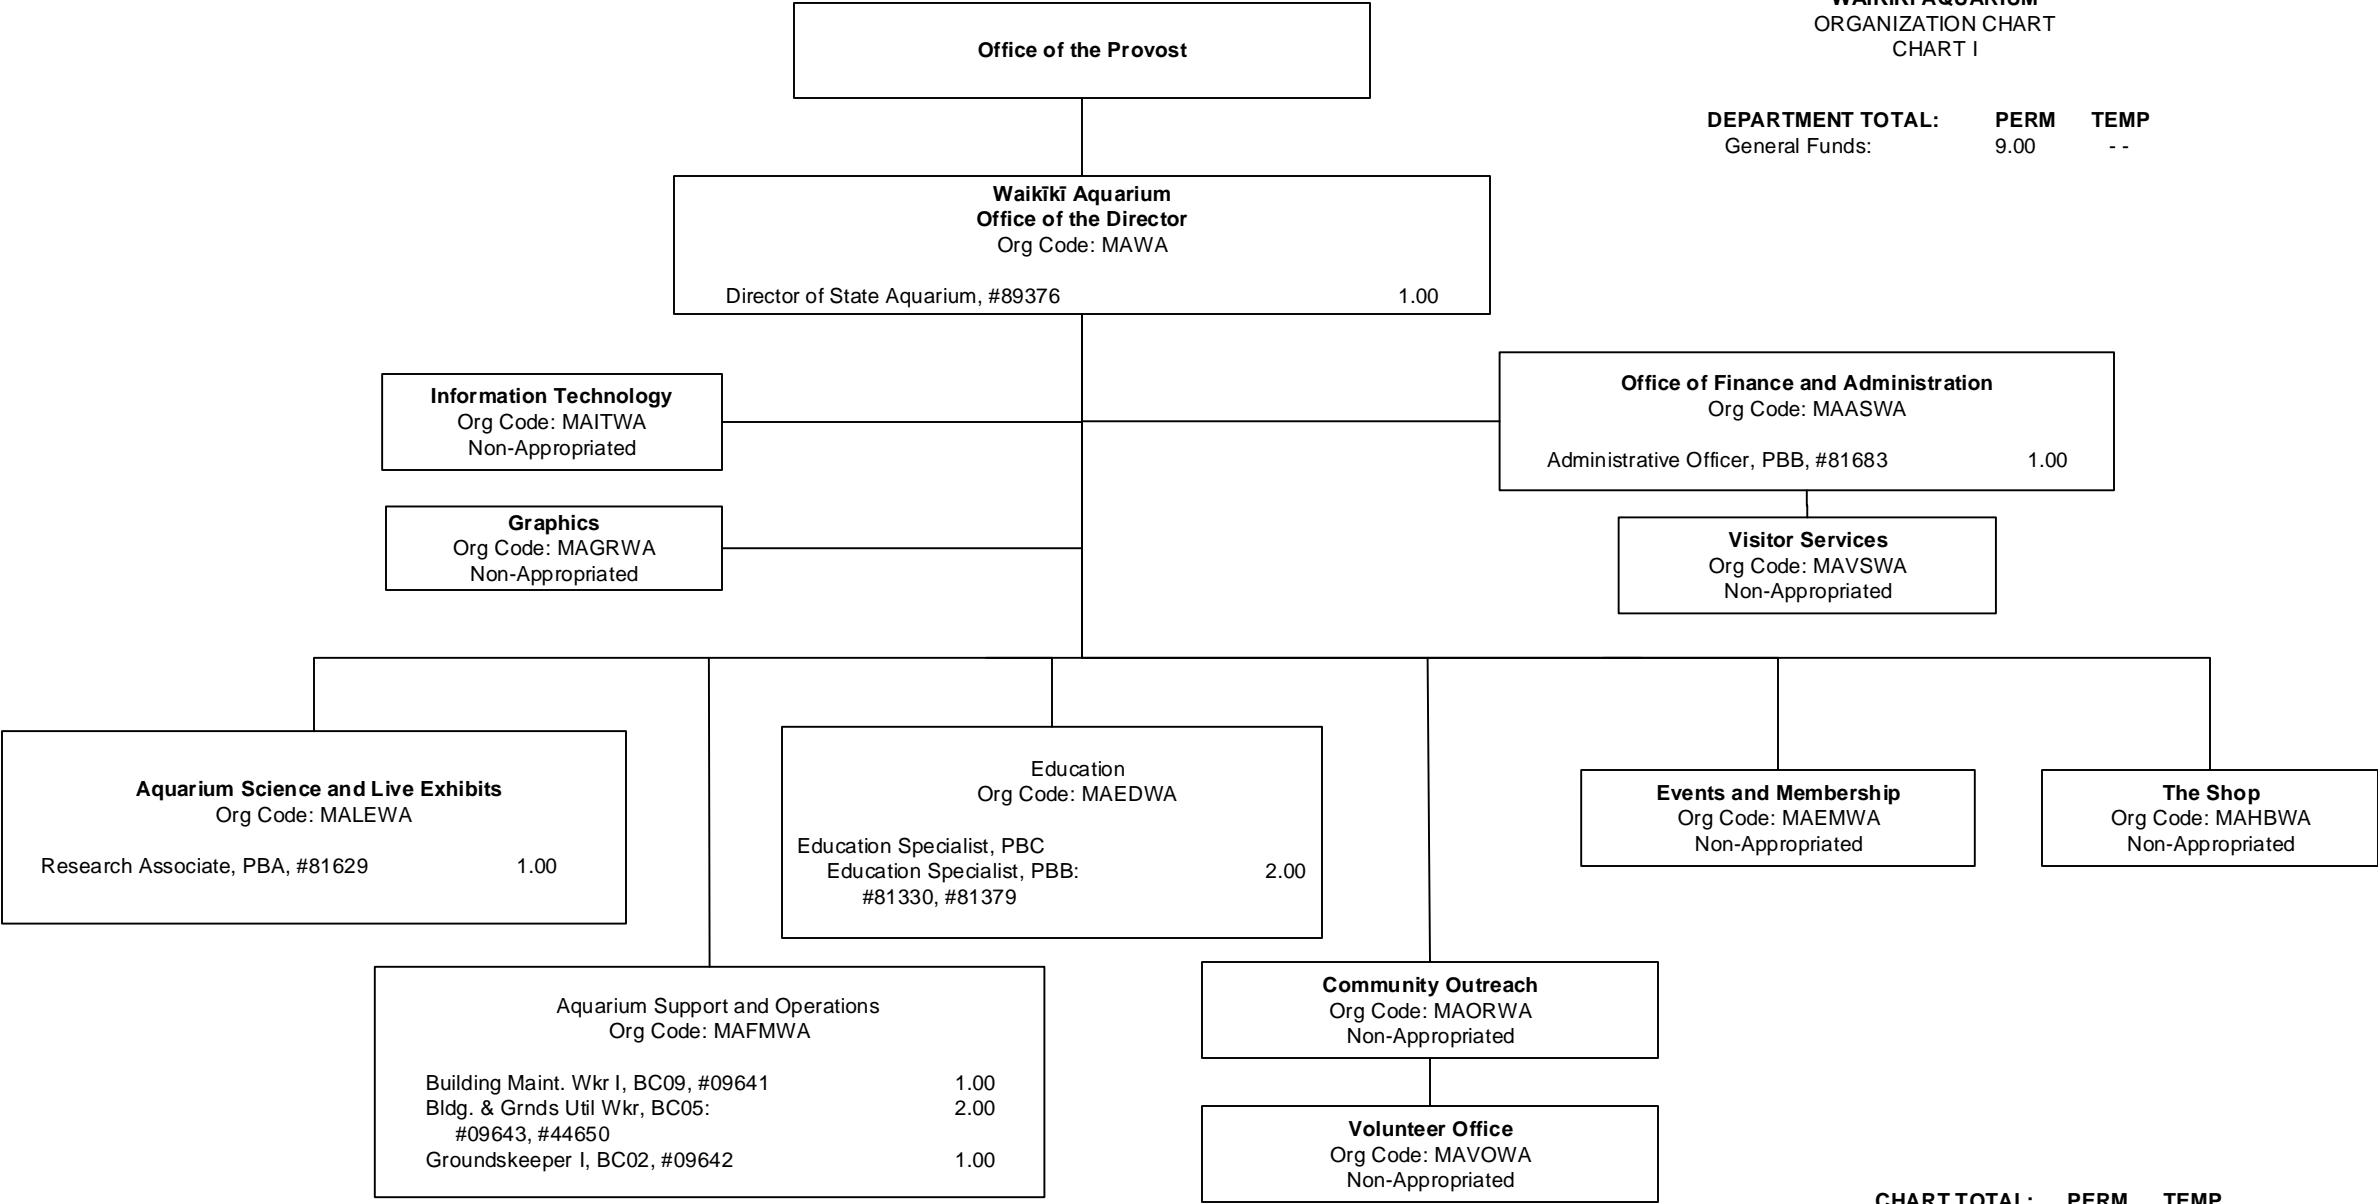 WAIKIKI AQUARIUM
ORGANIZATION CHART
CHART I
Office of the Provost
DEPARTMENT TOTAL: PERM TEMP
General Funds: 9.00 - -
Waikīkī Aquarium
Office of the Director
Org Code: MAWA
Director of State Aquarium, #89376 1.00
Information Technology
Org Code: MAITWA
Non-Appropriated
Office of Finance and Administration
Org Code: MAASWA
Administrative Officer, PBB, #81683 1.00
Graphics
Org Code: MAGRWA
Non-Appropriated
Visitor Services
Org Code: MAVSWA
Non-Appropriated
Aquarium Science and Live Exhibits
Org Code: MALEWA
Research Associate, PBA, #81629 1.00
Education
Org Code: MAEDWA
Education Specialist, PBC
Education Specialist, PBB: 2.00
#81330, #81379
Events and Membership
Org Code: MAEMWA
Non-Appropriated
The Shop
Org Code: MAHBWA
Non-Appropriated
Aquarium Support and Operations
Org Code: MAFMWA
Building Maint. Wkr I, BC09, #09641 1.00
Bldg. & Grnds Util Wkr, BC05: 2.00
#09643, #44650
Groundskeeper I, BC02, #09642 1.00
Community Outreach
Org Code: MAORWA
Non-Appropriated
Volunteer Office
Org Code: MAVOWA
Non-Appropriated
CHART TOTAL: PERM TEMP